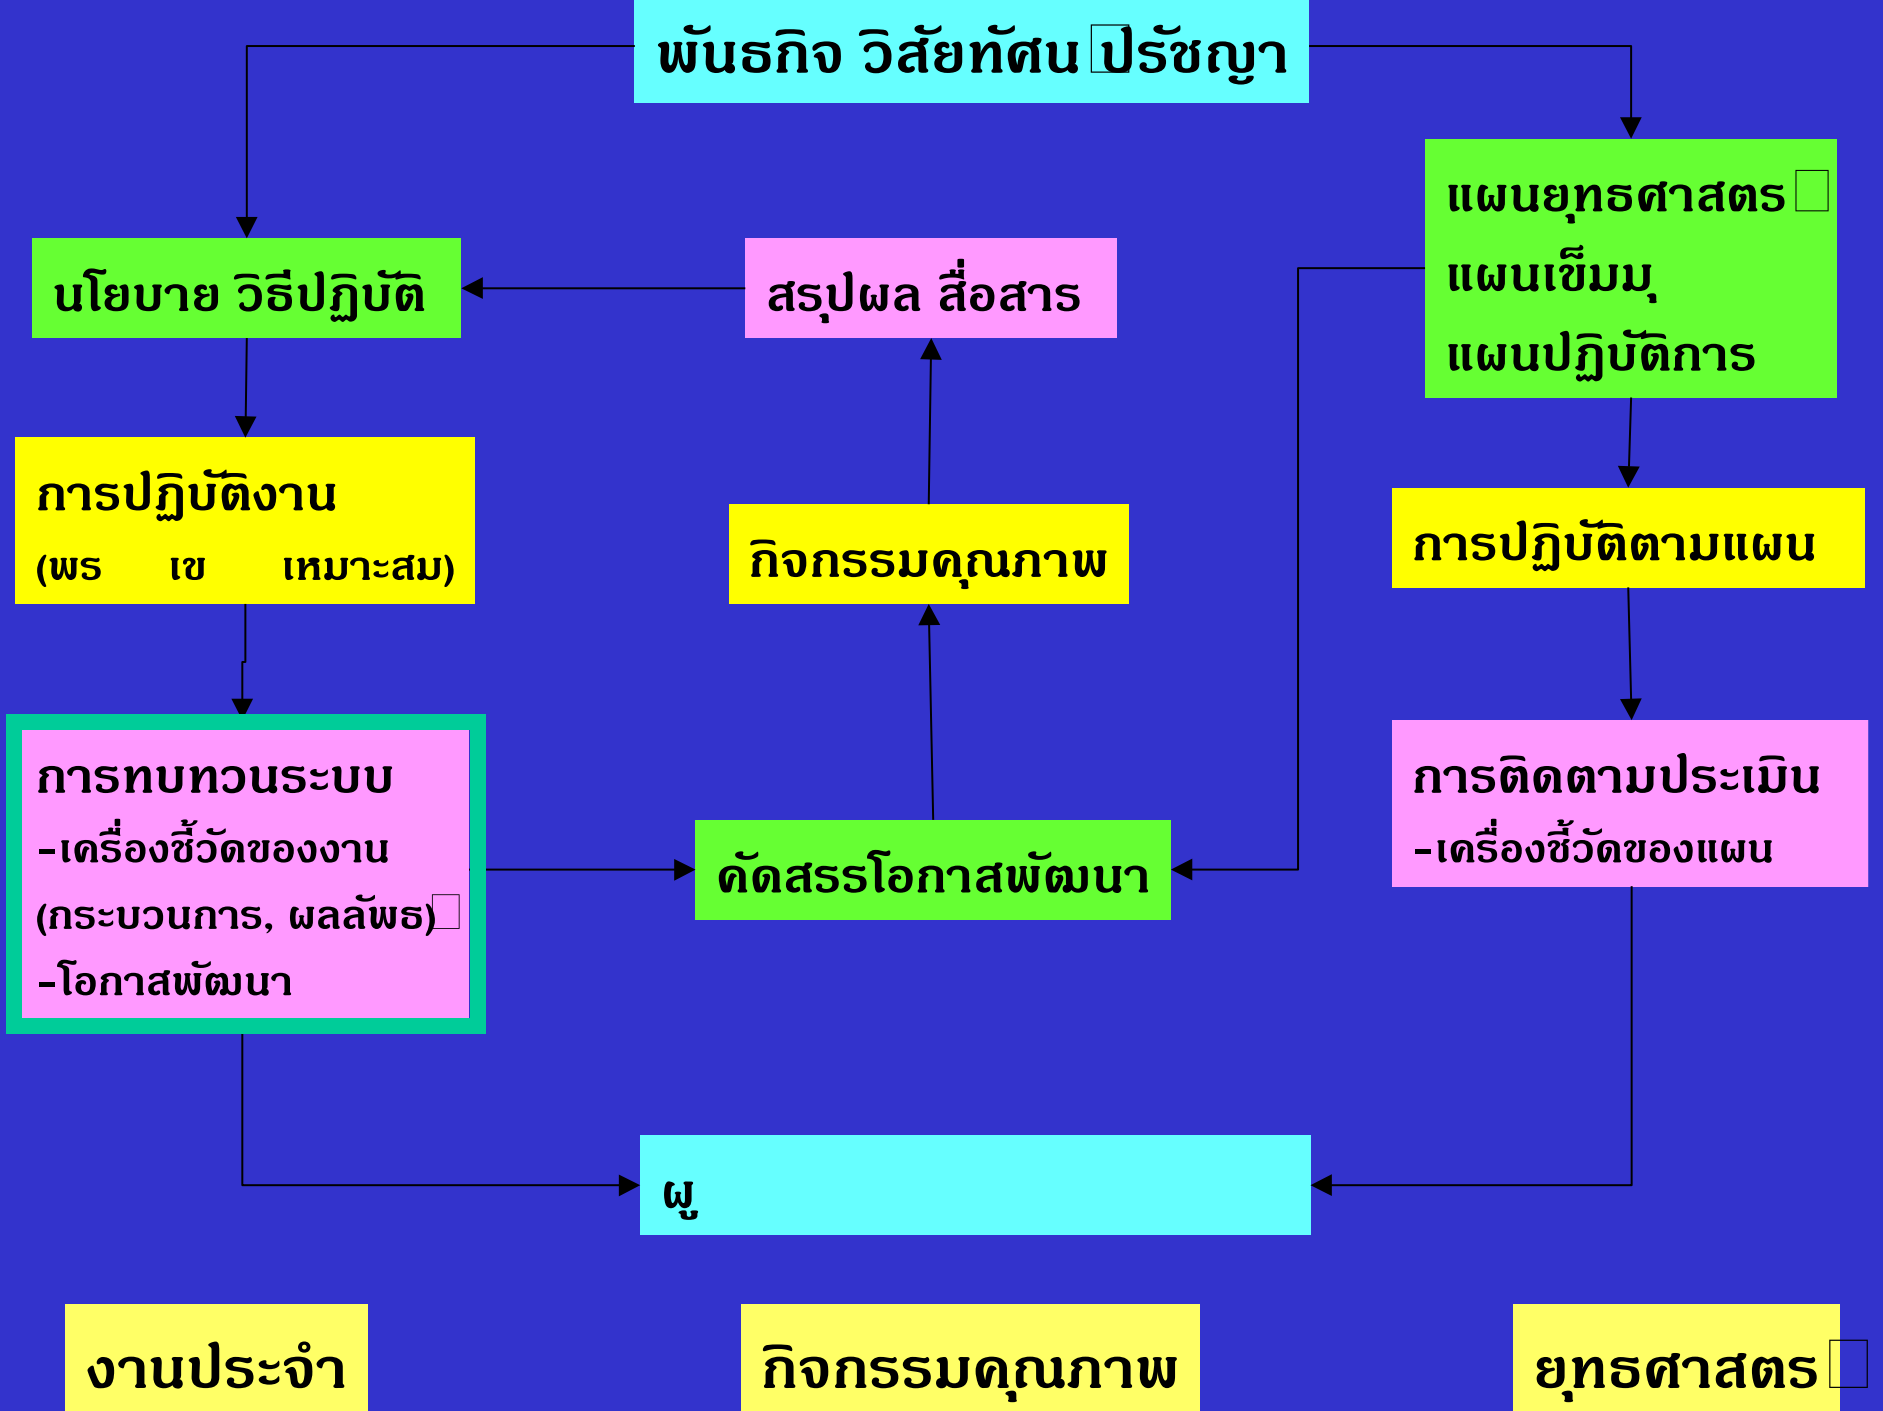 พันธกิจ วิสัยทัศน ปรัชญา
แผนยุทธศาสตร
แผนเข็มมุ
แผนปฏิบัติการ
นโยบาย วิธีปฏิบัติ
สรุปผล สื่อสาร
การปฏิบัติงาน
(พร เข เหมาะสม)
กิจกรรมคุณภาพ
การปฏิบัติตามแผน
การทบทวนระบบ
-เครื่องชี้วัดของงาน
(กระบวนการ, ผลลัพธ)
-โอกาสพัฒนา
คัดสรรโอกาสพัฒนา
การติดตามประเมิน
-เครื่องชี้วัดของแผน
ผู
งานประจำ
กิจกรรมคุณภาพ
ยุทธศาสตร